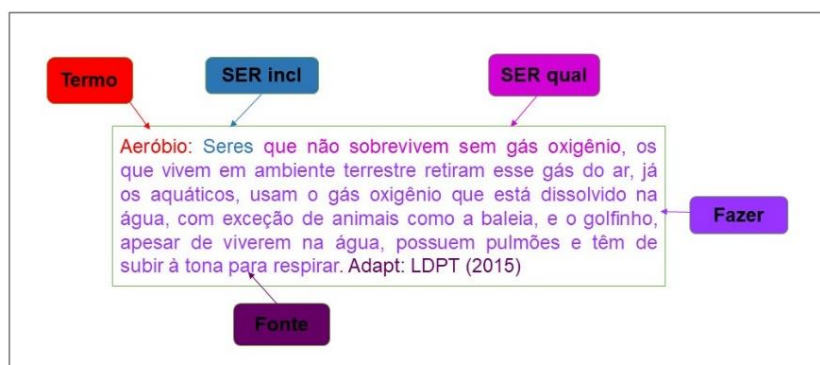 Termo
SER incl
SER qual
Aeróbio: Seres que não sobrevivem sem gás oxigênio, os
que vivem em ambiente terrestre retiram esse gás do ar, já
os aquáticos, usam o gás oxigênio que está dissolvido na
água, com exceção de animais como a baleia, e o golfinho,
apesar de viverem na água, possuem pulmões e têm de
subir à tona para respirar. Adapt: LDPT (2015)
Fazer
Fonte